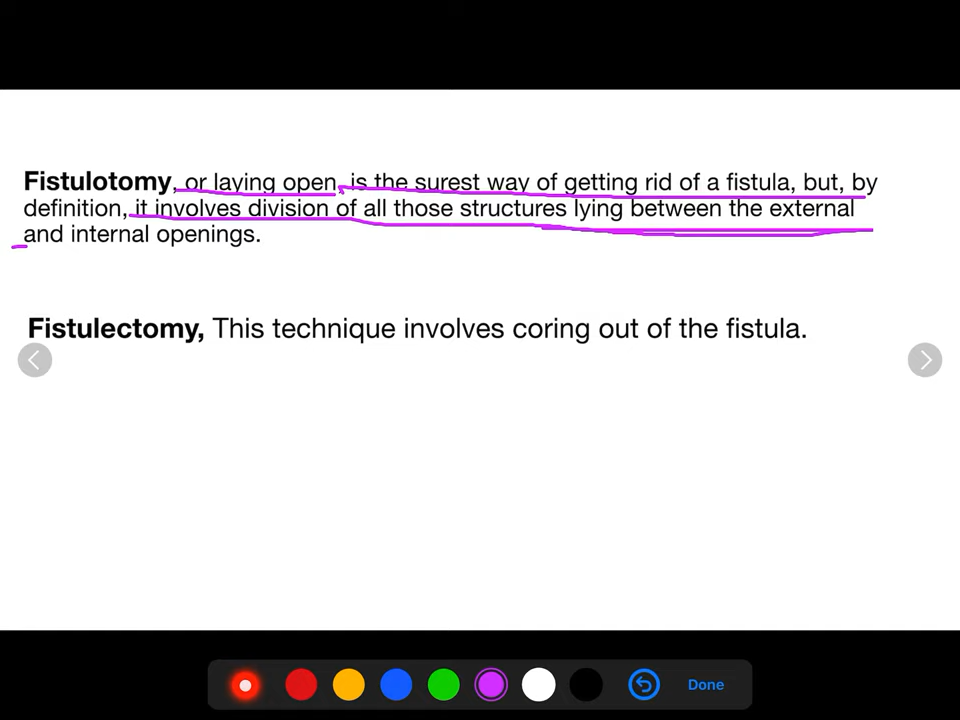 Fistulotomy, or laying open, is the surest way of getting rid of a fistula, but, by
definition, it involves division of all those structures lying between the external
and internal openings.
Fistulectomy, This technique involves coring out of the fistula.
Done